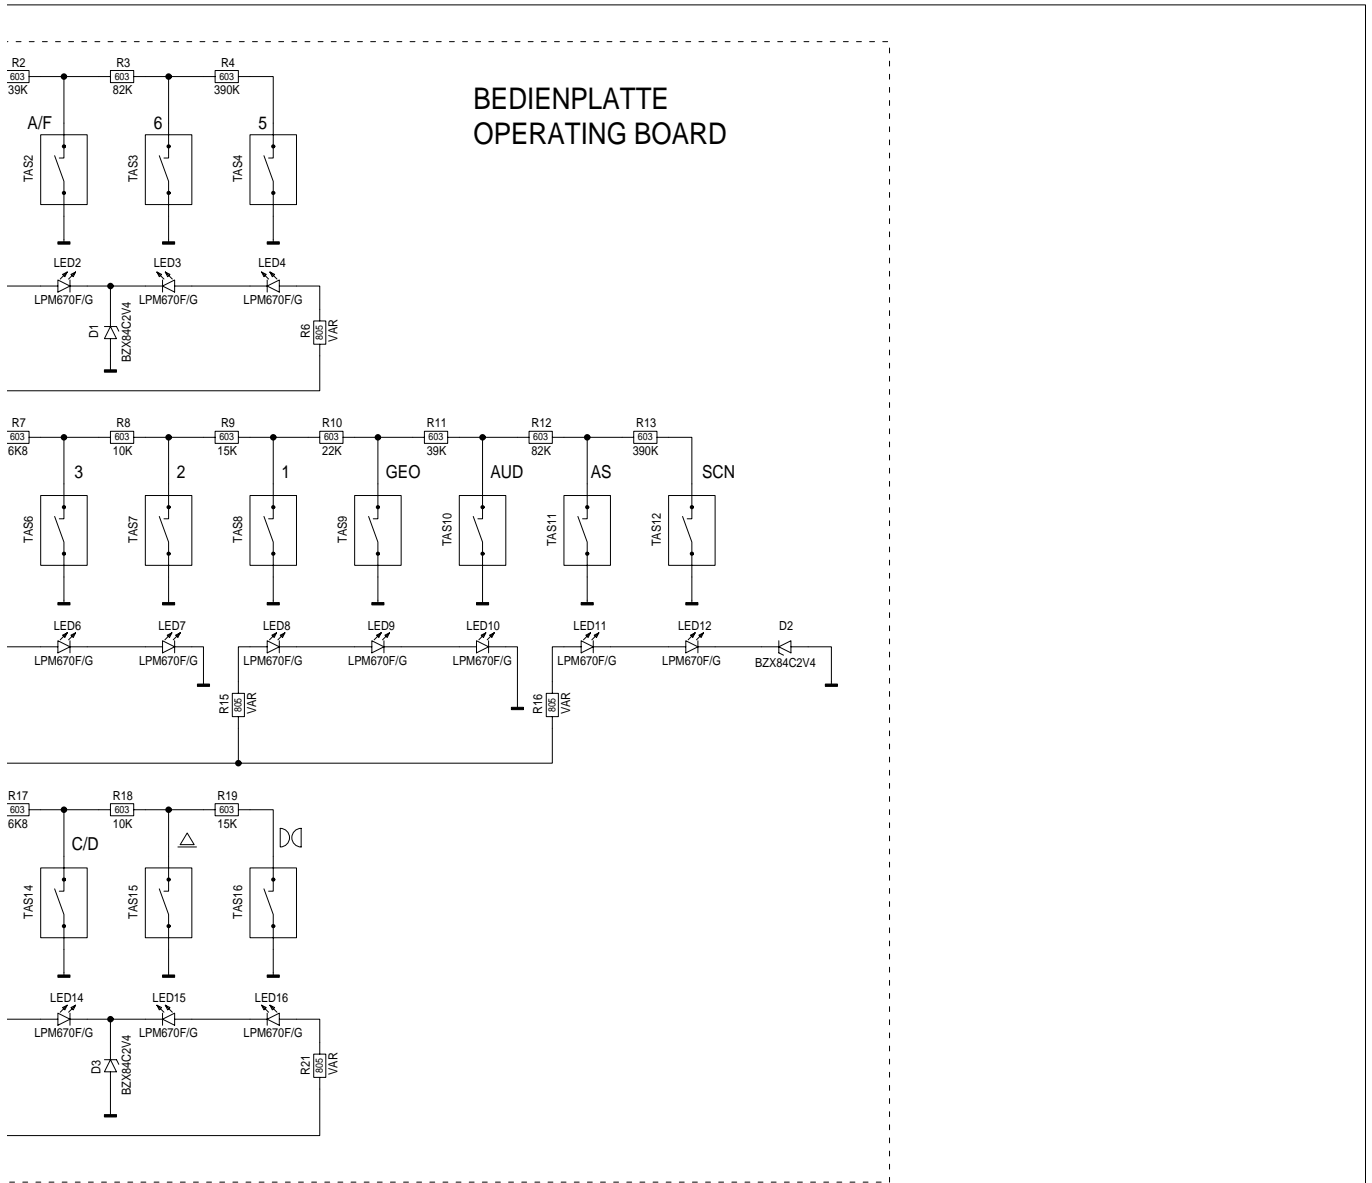 R2 R3 R4
603 603 603
39K 82K 390K
BEDIENPLATTE
OPERATING BOARD
A/F 6 5
TAS2 TAS3 TAS4
LED2 LED3 LED4
LPM670F/G LPM670F/G LPM670F/G
D1 BZX84C2V4 R6 805 VAR
R7 R8 R9 R10 R11 R12 R13
603 603 603 603 603 603 603
6K8 10K 15K 22K 39K 82K 390K
3 2 1 GEO AUD AS SCN
TAS6 TAS7 TAS8 TAS9 TAS10 TAS11 TAS12
LED6 LED7 LED8 LED9 LED10 LED11 LED12 D2
LPM670F/G LPM670F/G LPM670F/G LPM670F/G LPM670F/G LPM670F/G LPM670F/G BZX84C2V4
R15 805 VAR R16 805 VAR
R17 R18 R19
603 603 603
6K8 10K 15K
C/D
TAS14 TAS15 TAS16
LED14 LED15 LED16
LPM670F/G LPM670F/G LPM670F/G
D3 BZX84C2V4 R21 805 VAR